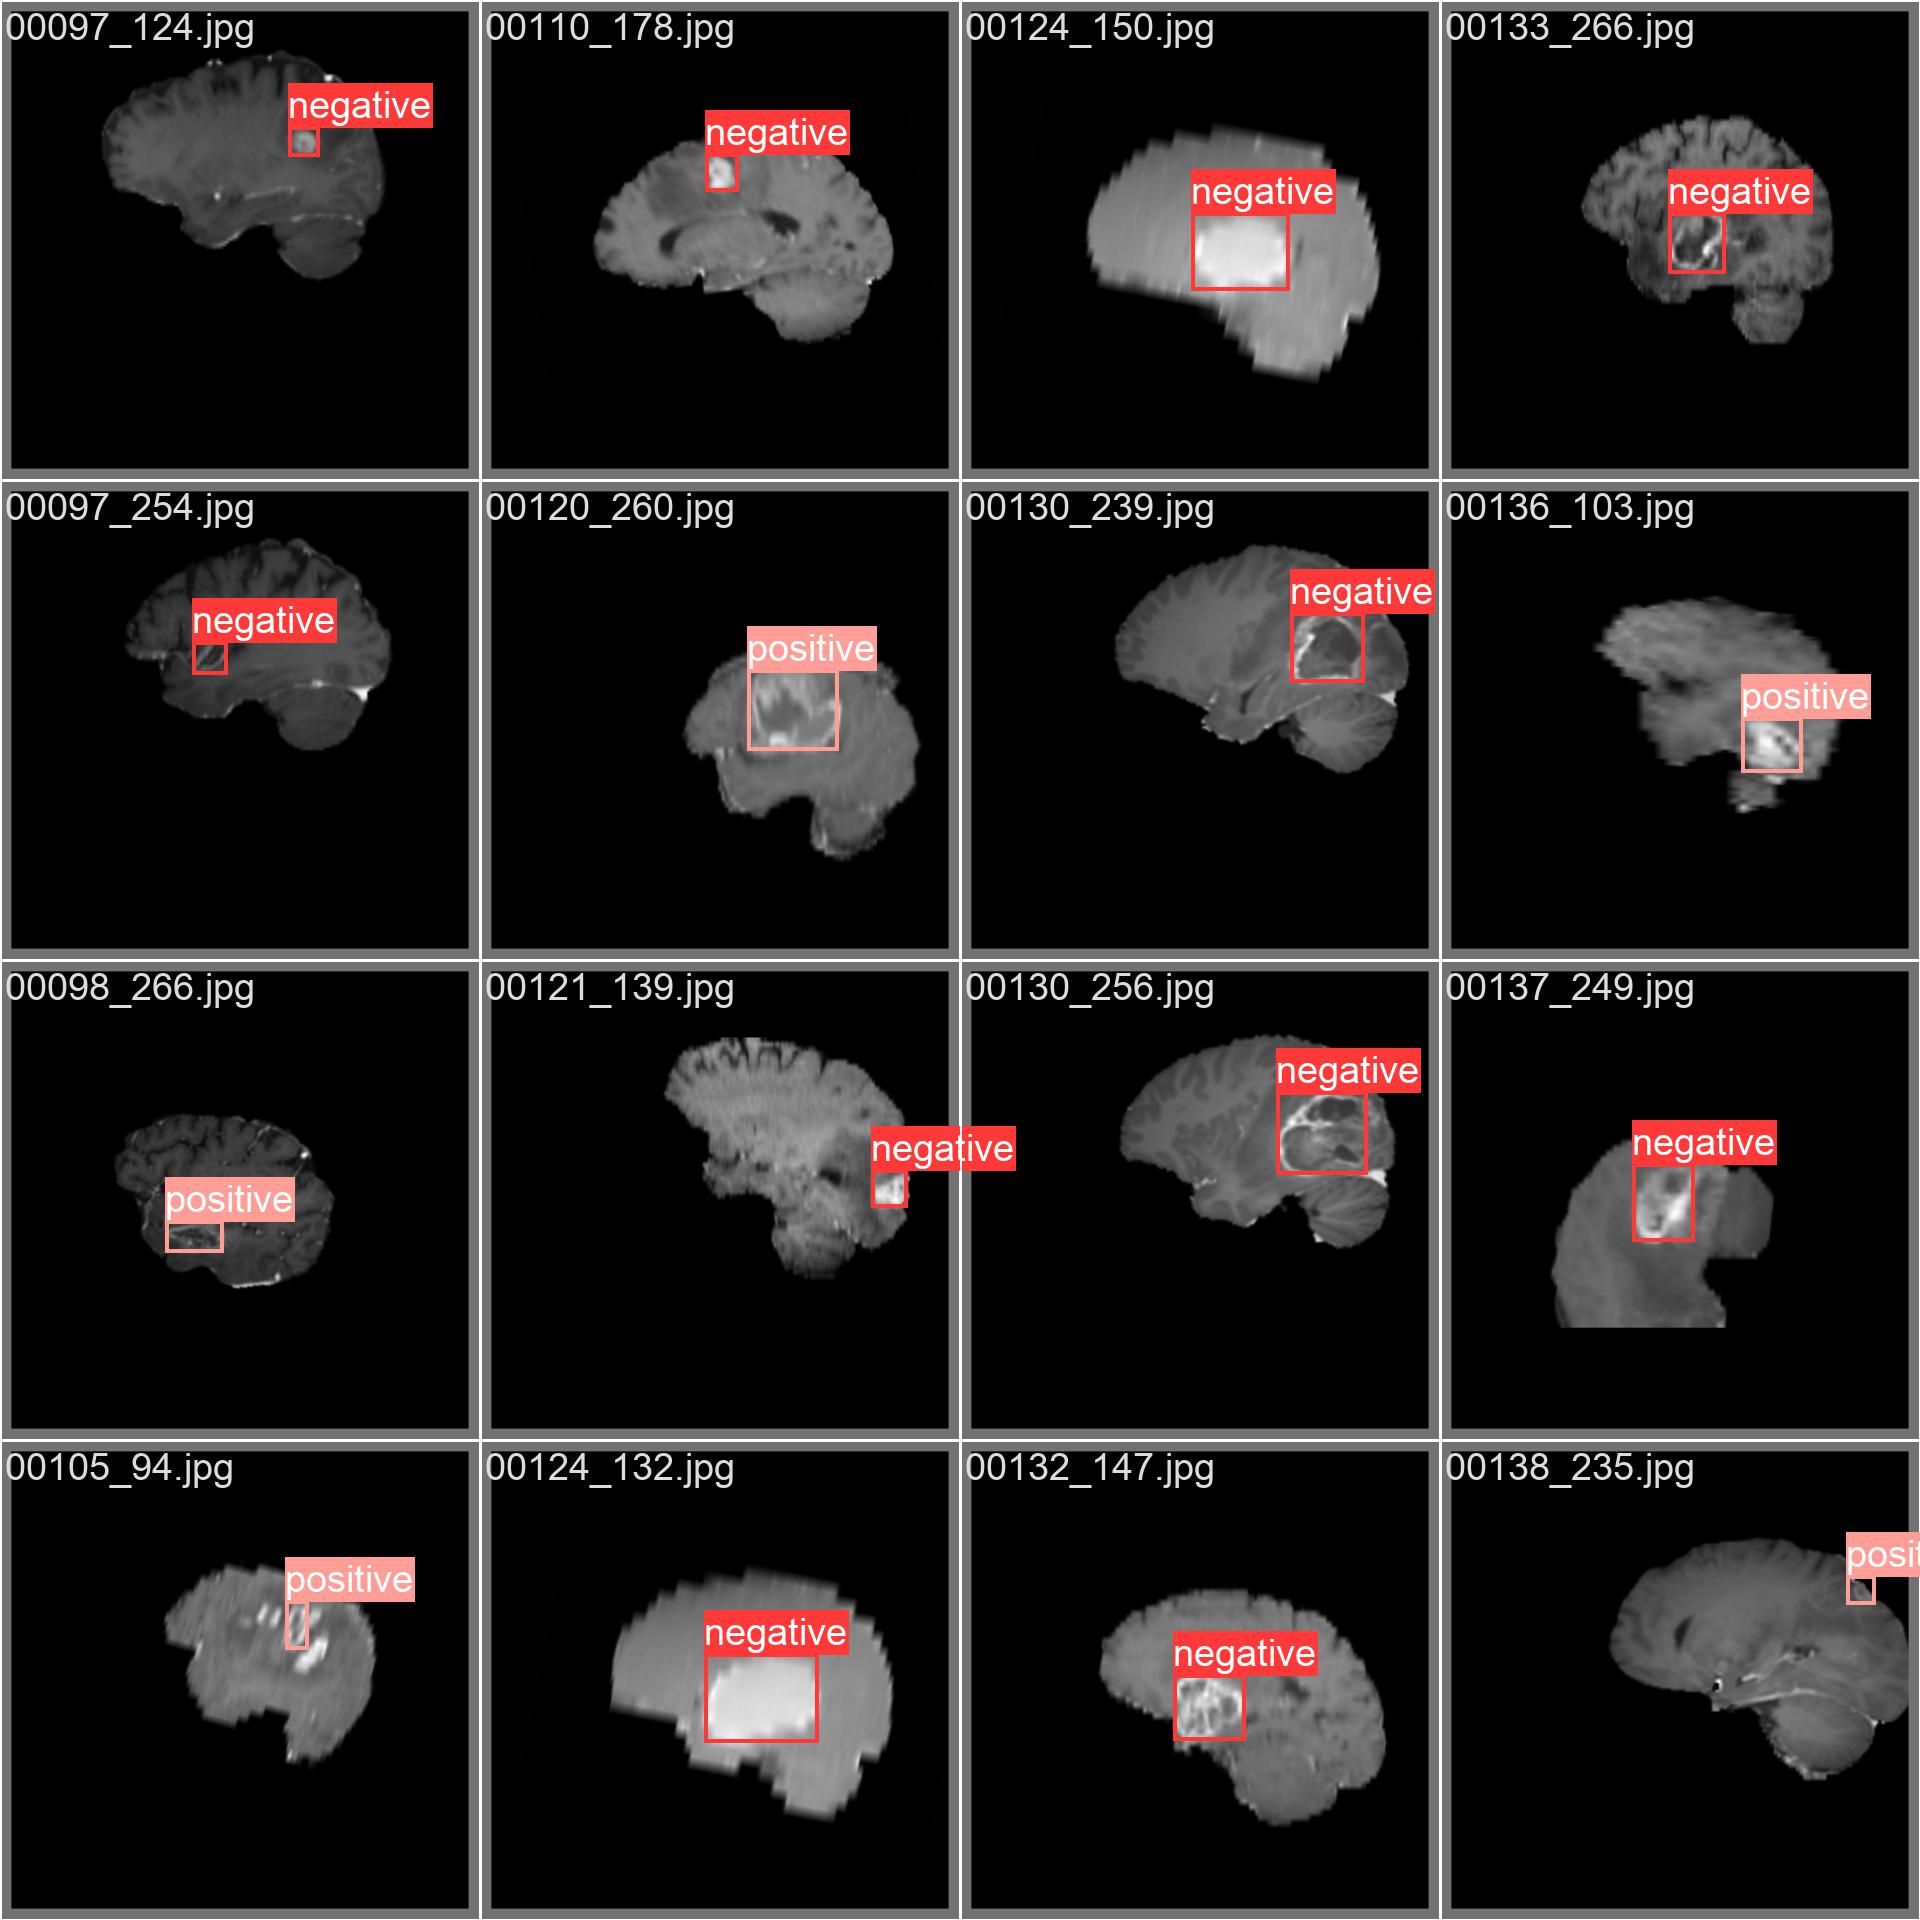 00097_124.jpg
negative
00110_178.jpg
negative
00124_150.jpg
negative
00133_266.jpg
negative
00097_254.jpg
negative
00120_260.jpg
positive
00130_239.jpg
negative
00136_103.jpg
positive
00098_266.jpg
positive
00121_139.jpg
negative
00130_256.jpg
negative
00137_249.jpg
negative
00105_94.jpg
positive
00124_132.jpg
negative
00132_147.jpg
negative
00138_235.jpg
posit